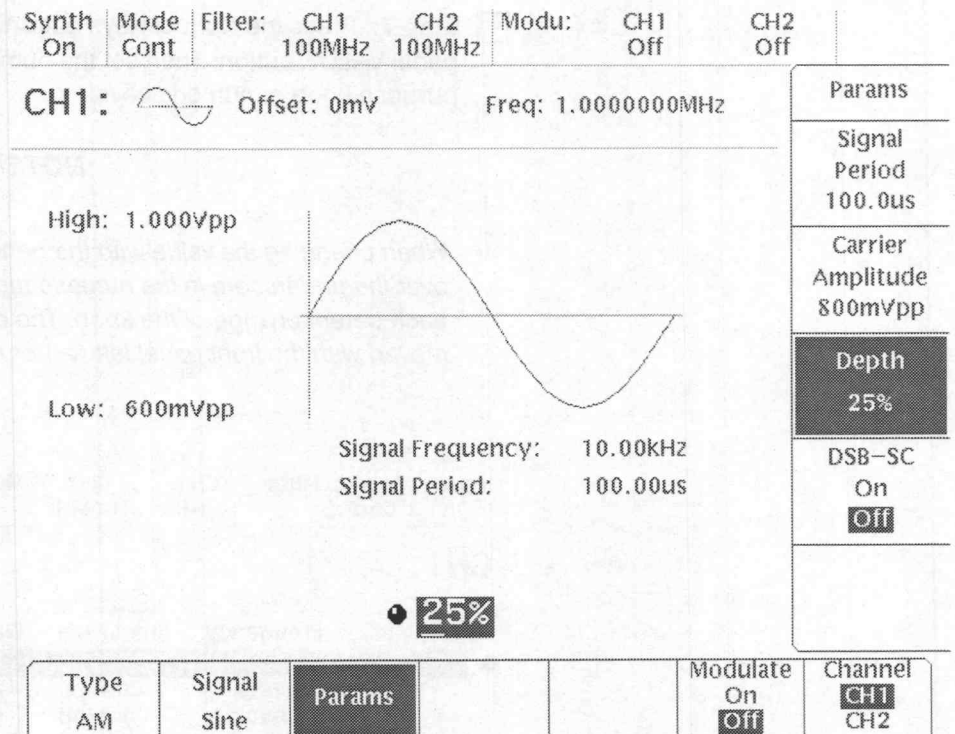 Synth Mode Filter: CH1 CH2 Modu: CH1 CH2
On Cont 100MHz 100MHz Off Off
CH1: Offset: 0mV Freq: 1.0000000MHz
High: 1.000Vpp
Low: 600mVpp
Signal Frequency: 10.00kHz
Signal Period: 100.00us
25%
Params
Signal
Period
100.0us
Carrier
Amplitude
800mVpp
Depth
25%
DSB-SC
On
Off
Type
AM
Signal
Sine
Params
Modulate
On
Off
Channel
CH1
CH2